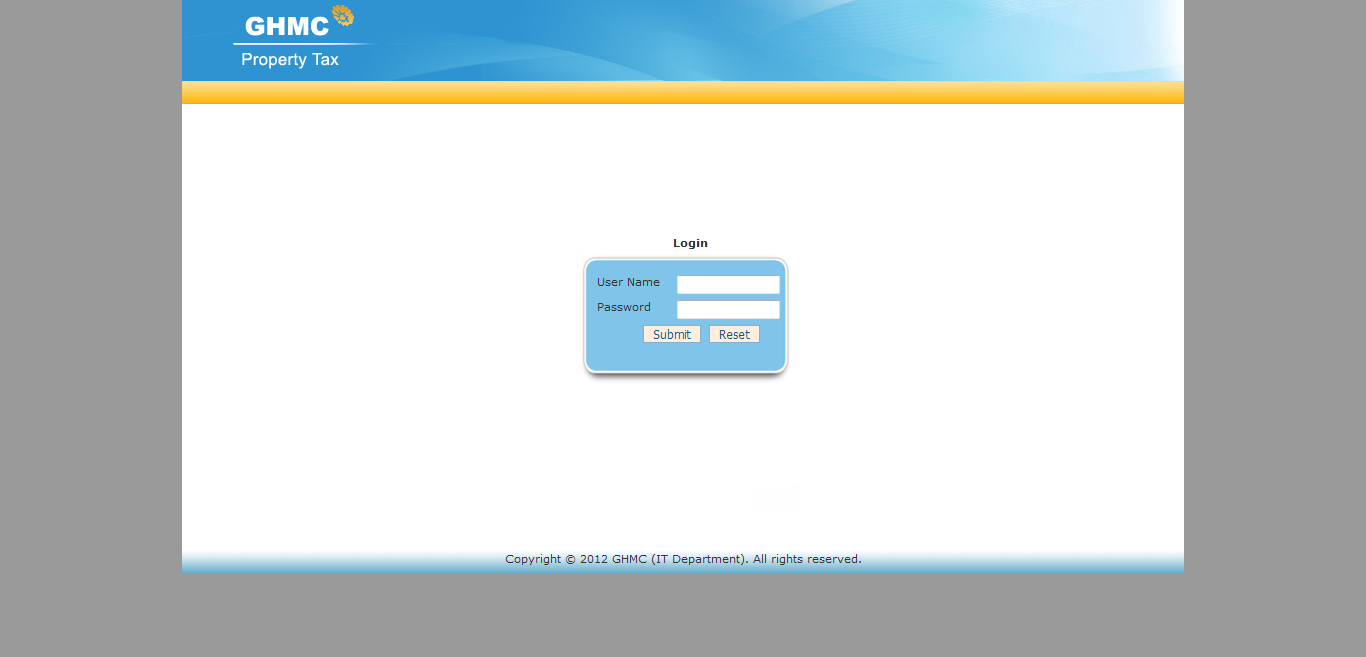 GHMC
Property Tax
Login
User Name
Password
Submit Reset
Copyright © 2012 GHMC (IT Department). All rights reserved.